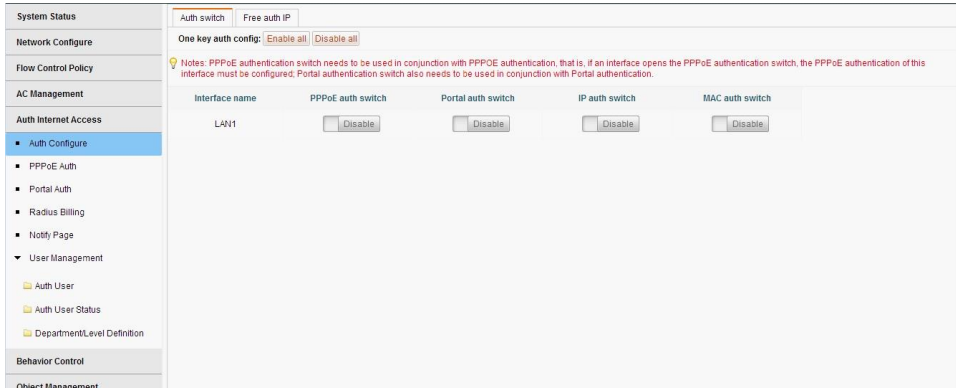 System Status
Network Configure
Flow Control Policy
AC Management
Auth Internet Access
Auth Configure
PPPoE Auth
Portal Auth
Radius Billing
Notify Page
User Management
Auth User
Auth User Status
Department/Level Definition
Behavior Control
Object Management
Auth switch Free auth IP
One key auth config: Enable all Disable all
Notes: PPPoE authentication switch needs to be used in conjunction with PPPOE authentication, that is, if an interface opens the PPPoE authentication switch, the PPPoE authentication of this
interface must be configured; Portal authentication switch also needs to be used in conjunction with Portal authentication.
Interface name PPPoE auth switch Portal auth switch IP auth switch MAC auth switch
LAN1 Disable Disable Disable Disable